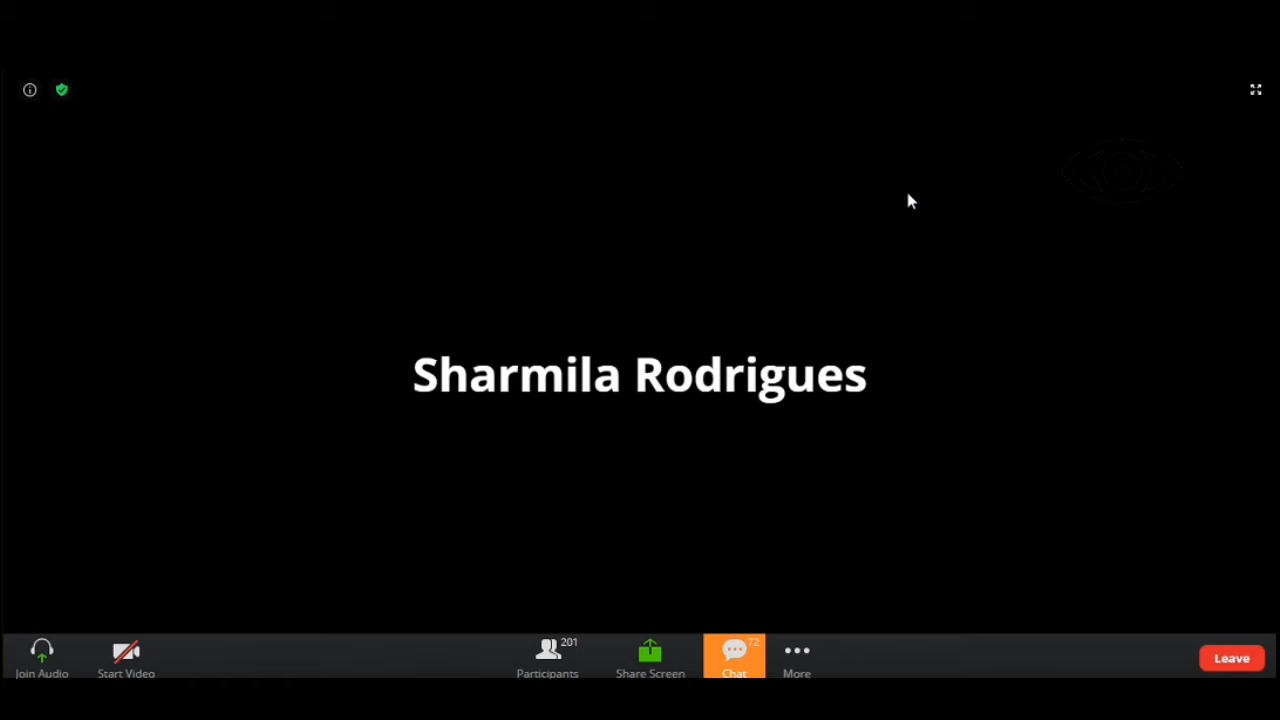 Sharmila Rodrigues
201
72
Join Audio
Start Video
Participants
Share Screen
Chat
More
Leave